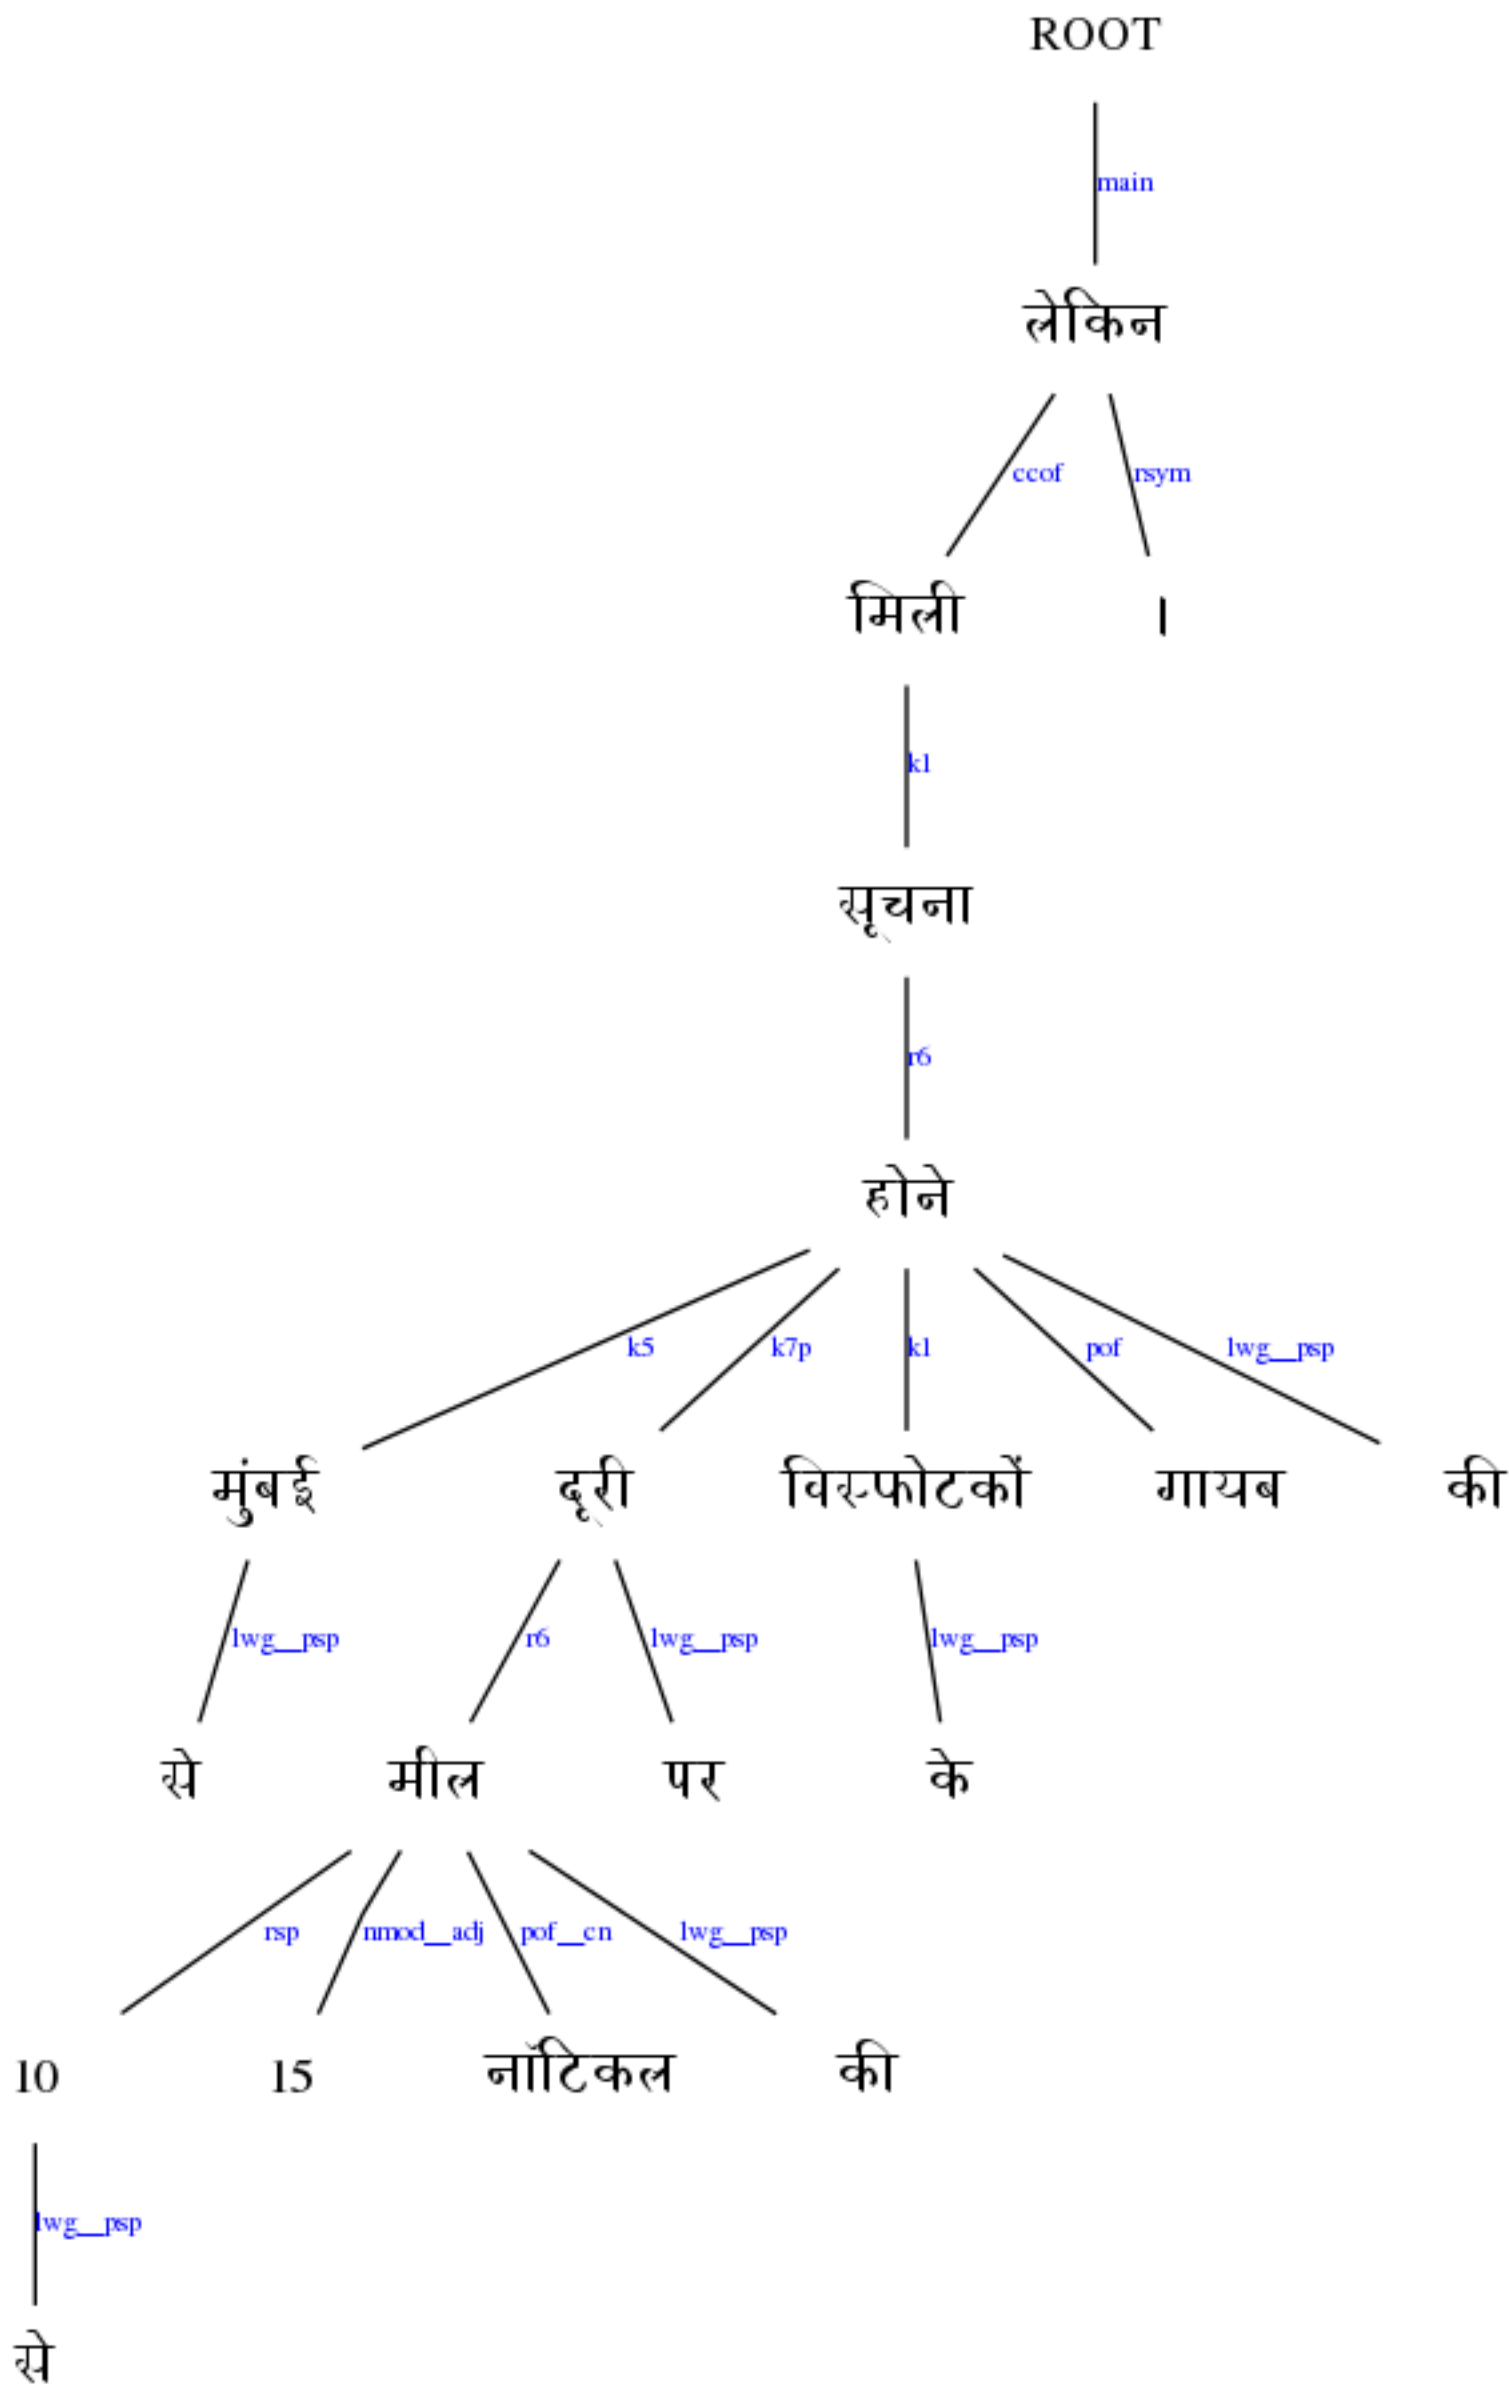 ROOT
main
लेकिन
ccof rsym
मिली ।
k1
सूचना
r6
होने
k5 k7p k1 pof lwg__psp
मुंबई दूरी विस्फोटकों गायब की
lwg__psp r6 lwg__psp lwg__psp
से मील पर के
rsp nmod__adj pof__cn lwg__psp
10 15 नॉटिकल की
lwg__psp
से